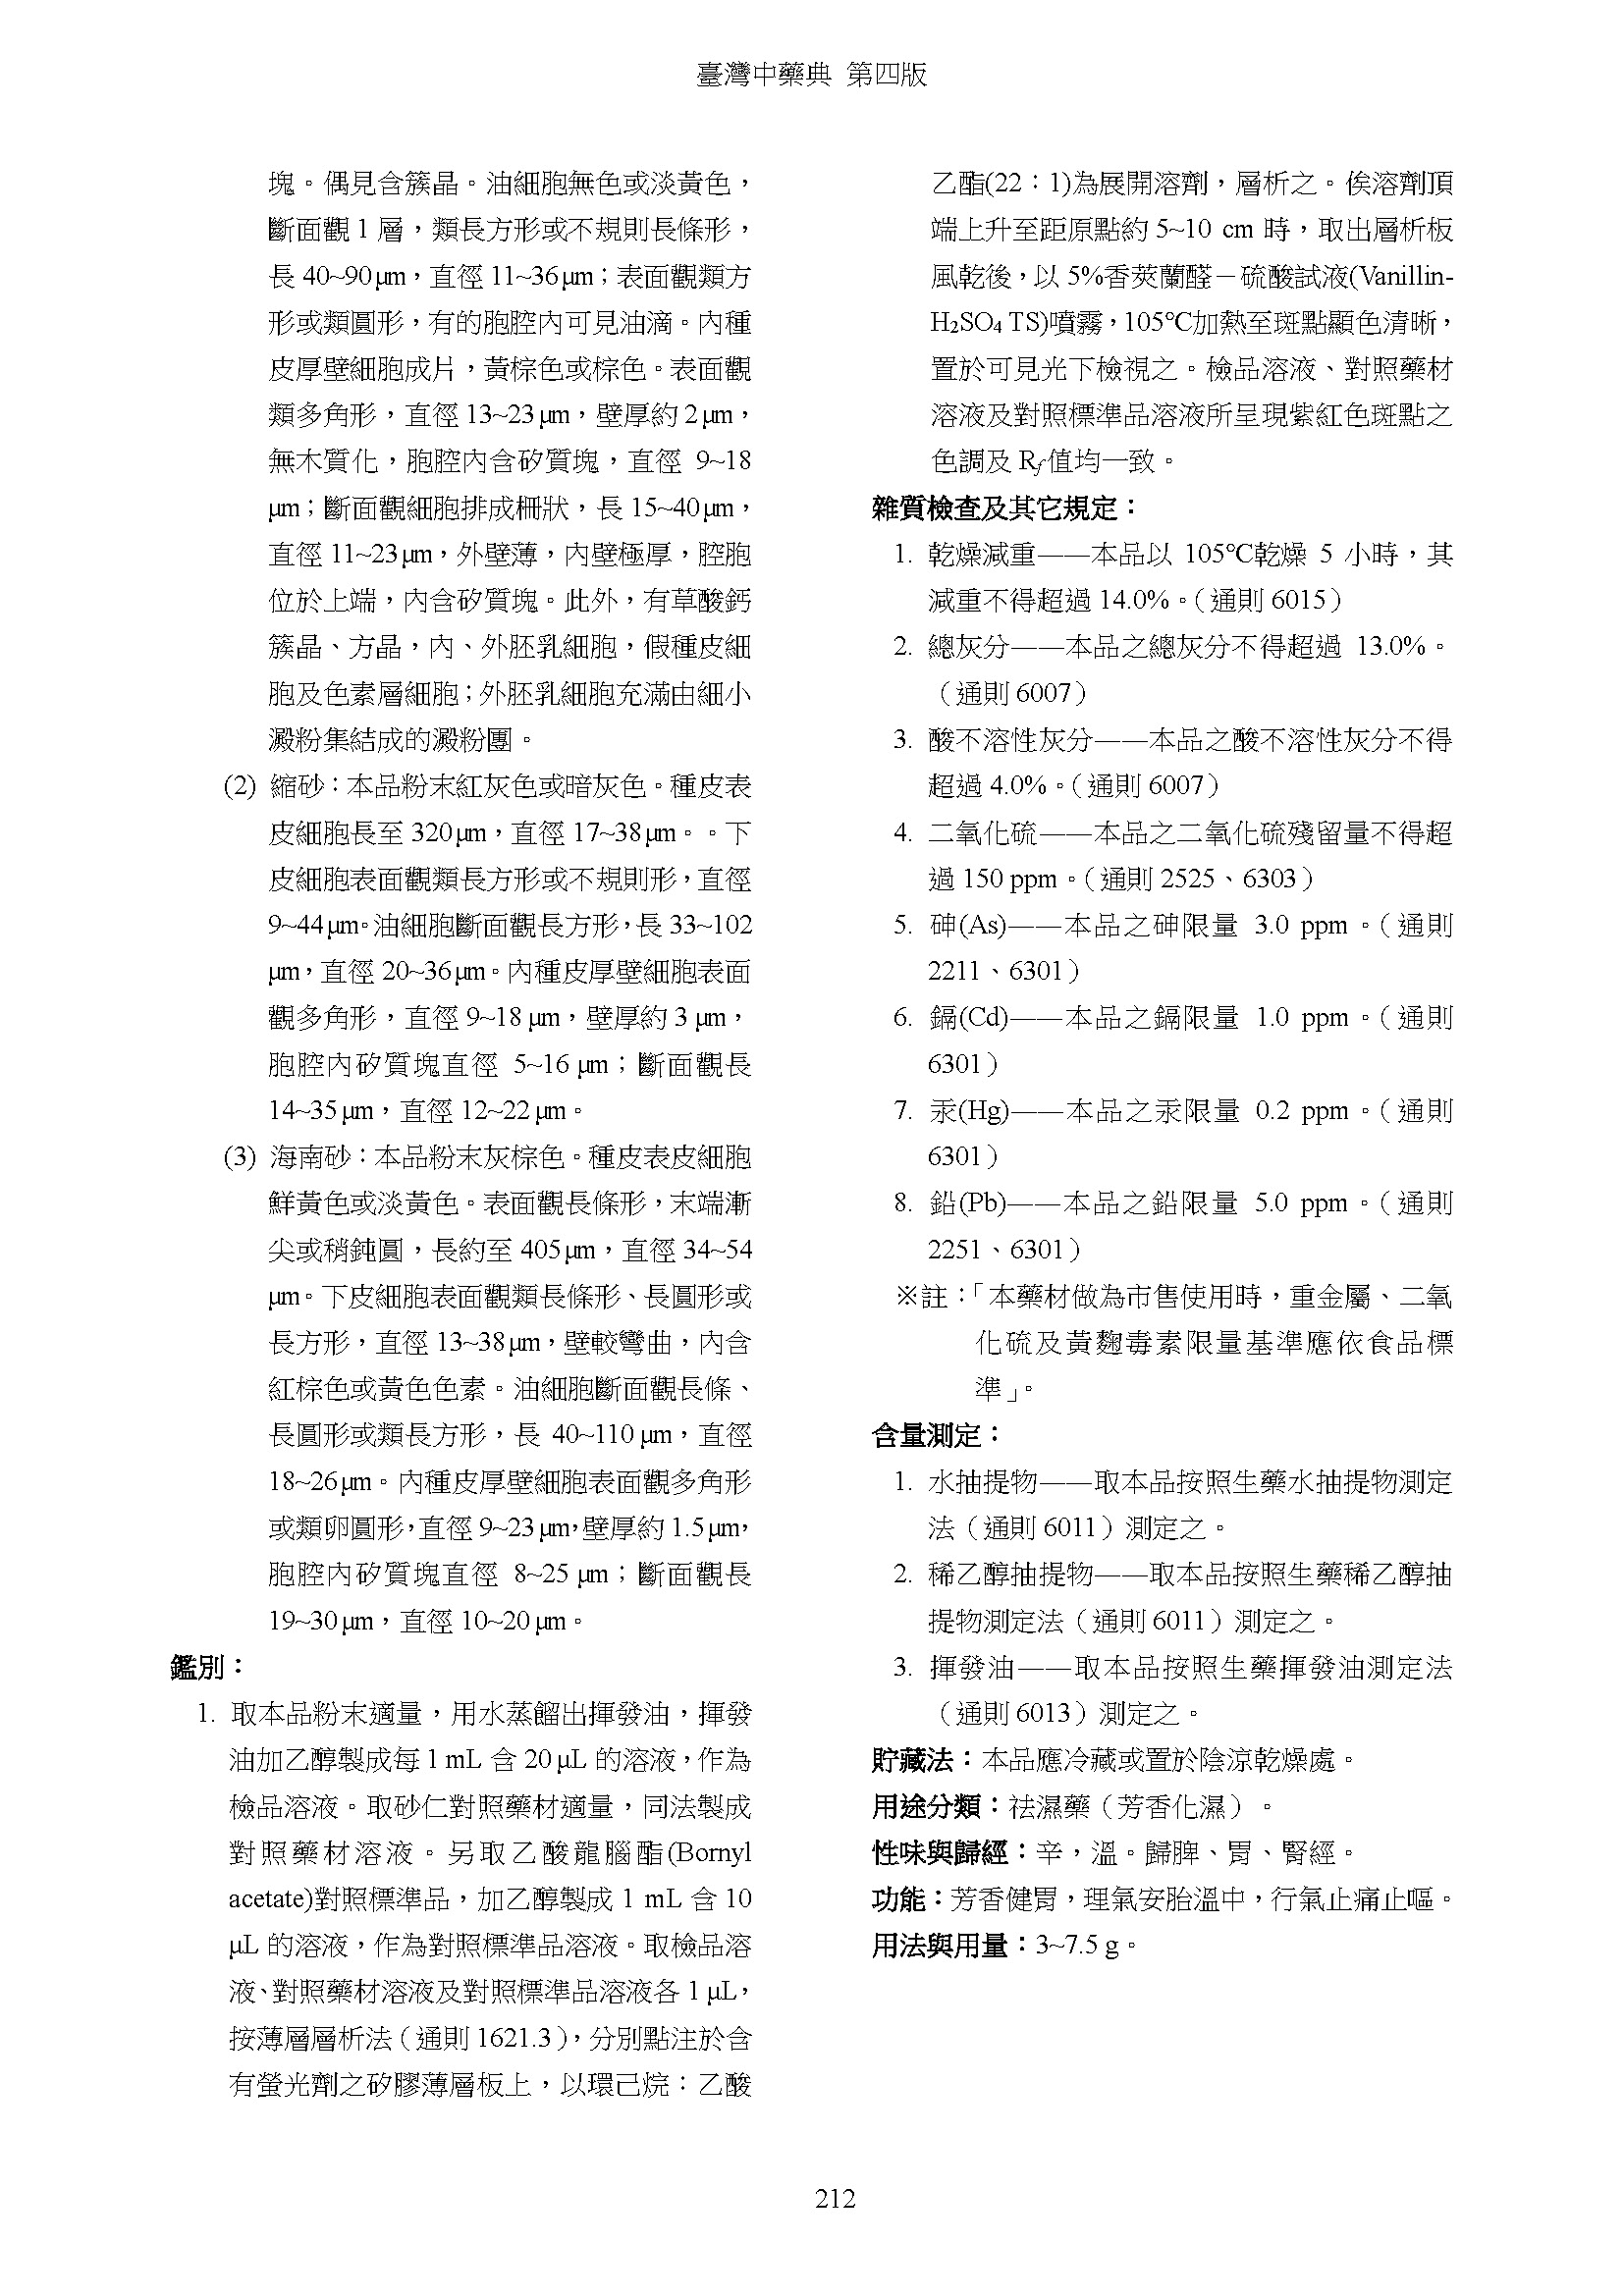 臺灣中藥典 第四版
塊。偶見含簇晶。油細胞無色或淡黃色，
斷面觀 1 層，類長方形或不規則長條形，
長 40~90 μm，直徑 11~36 μm；表面觀類方
形或類圓形，有的胞腔內可見油滴。內種
皮厚壁細胞成片，黃棕色或棕色。表面觀
類多角形，直徑 13~23 μm，壁厚約 2 μm，
無木質化，胞腔內含矽質塊，直徑 9~18
μm；斷面觀細胞排成柵狀，長 15~40 μm，
直徑 11~23 μm，外壁薄，內壁極厚，腔胞
位於上端，內含矽質塊。此外，有草酸鈣
簇晶、方晶，內、外胚乳細胞，假種皮細
胞及色素層細胞；外胚乳細胞充滿由細小
澱粉集結成的澱粉團。
(2) 縮砂：本品粉末紅灰色或暗灰色。種皮表
皮細胞長至 320 μm，直徑 17~38 μm。。下
皮細胞表面觀類長方形或不規則形，直徑
9~44 μm。油細胞斷面觀長方形，長 33~102
μm，直徑 20~36 μm。內種皮厚壁細胞表面
觀多角形，直徑 9~18 μm，壁厚約 3 μm，
胞腔內矽質塊直徑 5~16 μm；斷面觀長
14~35 μm，直徑 12~22 μm。
(3) 海南砂：本品粉末灰棕色。種皮表皮細胞
鮮黃色或淡黃色。表面觀長條形，末端漸
尖或稍鈍圓，長約至 405 μm，直徑 34~54
μm。下皮細胞表面觀類長條形、長圓形或
長方形，直徑 13~38 μm，壁較彎曲，內含
紅棕色或黃色色素。油細胞斷面觀長條、
長圓形或類長方形，長 40~110 μm，直徑
18~26 μm。內種皮厚壁細胞表面觀多角形
或類卵圓形，直徑 9~23 μm，壁厚約 1.5 μm，
胞腔內矽質塊直徑 8~25 μm；斷面觀長
19~30 μm，直徑 10~20 μm。
鑑別：
1. 取本品粉末適量，用水蒸餾出揮發油，揮發
油加乙醇製成每 1 mL 含 20 μL 的溶液，作為
檢品溶液。取砂仁對照藥材適量，同法製成
對照藥材溶液。另取乙酸龍腦酯(Bornyl
acetate)對照標準品，加乙醇製成 1 mL 含 10
μL 的溶液，作為對照標準品溶液。取檢品溶
液、對照藥材溶液及對照標準品溶液各 1 μL，
按薄層層析法（通則 1621.3），分別點注於含
有螢光劑之矽膠薄層板上，以環己烷：乙酸
乙酯(22：1)為展開溶劑，層析之。俟溶劑頂
端上升至距原點約 5~10 cm 時，取出層析板
風乾後，以 5%香莢蘭醛－硫酸試液(Vanillin-
H₂SO₄ TS)噴霧，105°C加熱至斑點顯色清晰，
置於可見光下檢視之。檢品溶液、對照藥材
溶液及對照標準品溶液所呈現紫紅色斑點之
色調及 Rf值均一致。
雜質檢查及其它規定：
1. 乾燥減重——本品以 105°C乾燥 5 小時，其
減重不得超過 14.0%。（通則 6015）
2. 總灰分——本品之總灰分不得超過 13.0%。
（通則 6007）
3. 酸不溶性灰分——本品之酸不溶性灰分不得
超過 4.0%。（通則 6007）
4. 二氧化硫——本品之二氧化硫殘留量不得超
過 150 ppm。（通則 2525、6303）
5. 砷(As)——本品之砷限量 3.0 ppm。（通則
2211、6301）
6. 鎘(Cd)——本品之鎘限量 1.0 ppm。（通則
6301）
7. 汞(Hg)——本品之汞限量 0.2 ppm。（通則
6301）
8. 鉛(Pb)——本品之鉛限量 5.0 ppm。（通則
2251、6301）
※註：「本藥材做為市售使用時，重金屬、二氧
化硫及黃麴毒素限量基準應依食品標
準」。
含量測定：
1. 水抽提物——取本品按照生藥水抽提物測定
法（通則 6011）測定之。
2. 稀乙醇抽提物——取本品按照生藥稀乙醇抽
提物測定法（通則 6011）測定之。
3. 揮發油——取本品按照生藥揮發油測定法
（通則 6013）測定之。
貯藏法：本品應冷藏或置於陰涼乾燥處。
用途分類：祛濕藥（芳香化濕）。
性味與歸經：辛，溫。歸脾、胃、腎經。
功能：芳香健胃，理氣安胎溫中，行氣止痛止嘔。
用法與用量：3~7.5 g。
212